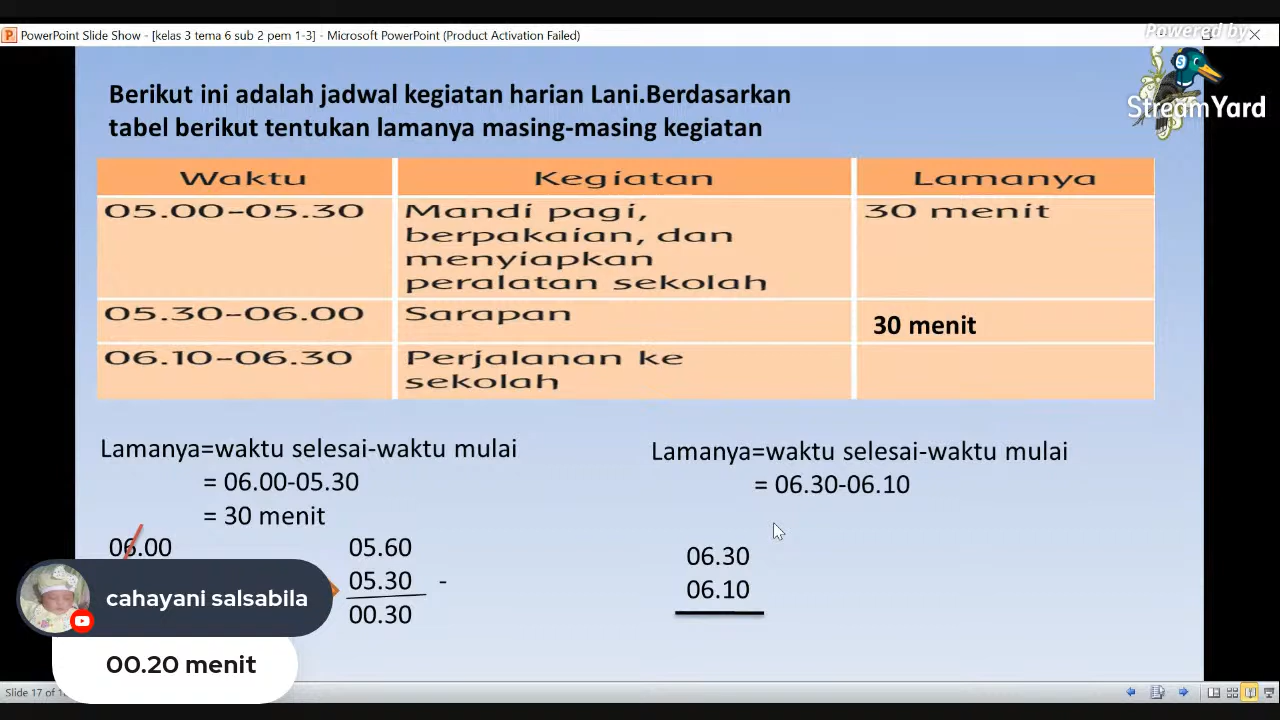 PowerPoint Slide Show - [kelas 3 tema 6 sub 2 pem 1-3] - Microsoft PowerPoint (Product Activation Failed)
Powered by
StreamYard
Berikut ini adalah jadwal kegiatan harian Lani.Berdasarkan
tabel berikut tentukan lamanya masing-masing kegiatan
Waktu Kegiatan Lamanya
05.00-05.30 Mandi pagi, 30 menit
berpakaian, dan
menyiapkan
peralatan sekolah
05.30-06.00 Sarapan 30 menit
06.10-06.30 Perjalanan ke
sekolah
Lamanya=waktu selesai-waktu mulai
= 06.00-05.30
= 30 menit
06.00 05.60
05.30 -
00.30
Lamanya=waktu selesai-waktu mulai
= 06.30-06.10
06.30
06.10
cahayani salsabila
00.20 menit
Slide 17 of